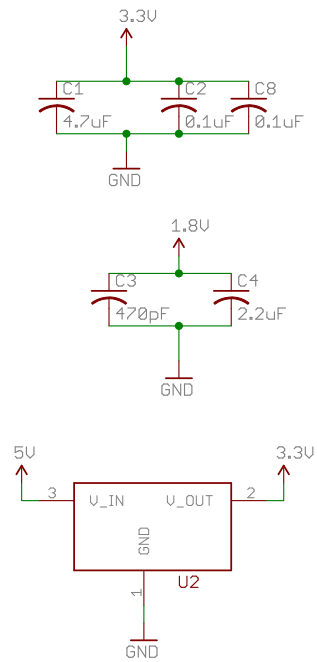 3.3V
C1 C2 C8
4.7uF 0.1uF 0.1uF
GND
1.8V
C3 C4
470pF 2.2uF
GND
5V 3.3V
3 V_IN V_OUT 2
GND
1 U2
GND